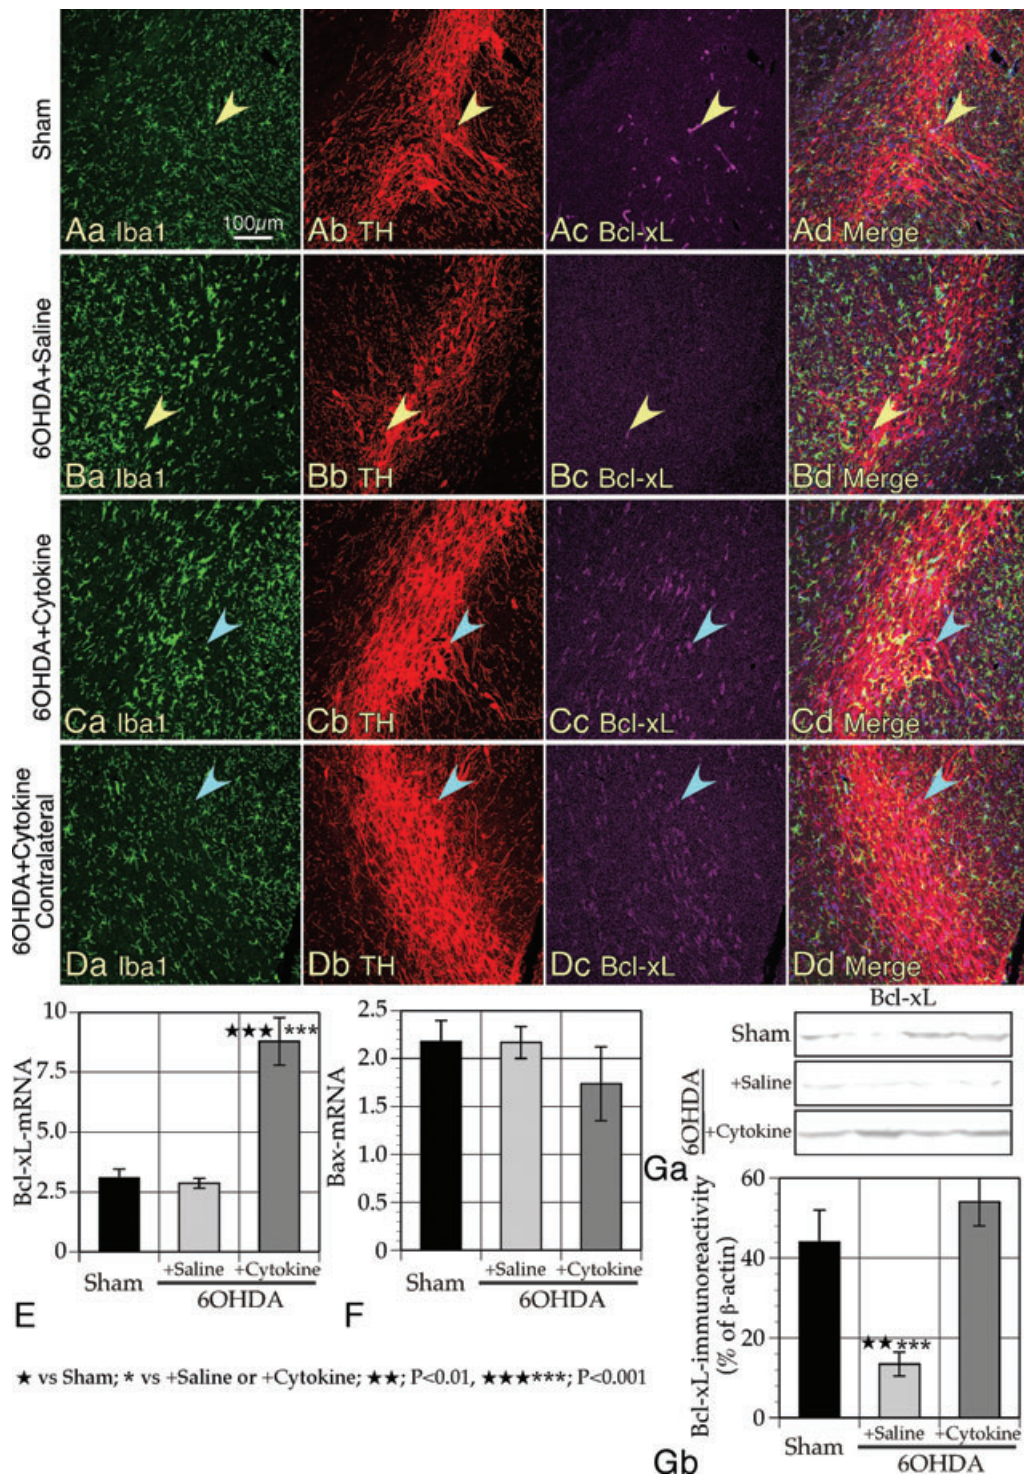 Sham
Aa Iba1
100µm
Ab TH
Ac Bcl-xL
Ad Merge
6OHDA+Saline
Ba Iba1
Bb TH
Bc Bcl-xL
Bd Merge
6OHDA+Cytokine
Ca Iba1
Cb TH
Cc Bcl-xL
Cd Merge
6OHDA+Cytokine
Contralateral
Da Iba1
Db TH
Dc Bcl-xL
Dd Merge
Bcl-xL-mRNA
10
7.5
5.0
2.5
0
★★★ ***
Sham
+Saline
+Cytokine
6OHDA
E
Bax-mRNA
2.5
2.0
1.5
1.0
0.5
0
Sham
+Saline
+Cytokine
6OHDA
F
Bcl-xL
Sham
+Saline
+Cytokine
6OHDA
Ga
Bcl-xL-immunoreactivity
(% of β-actin)
60
40
20
0
★★ ***
Sham
+Saline
+Cytokine
6OHDA
Gb
★ vs Sham; * vs +Saline or +Cytokine; ★★; P<0.01, ★★★***; P<0.001